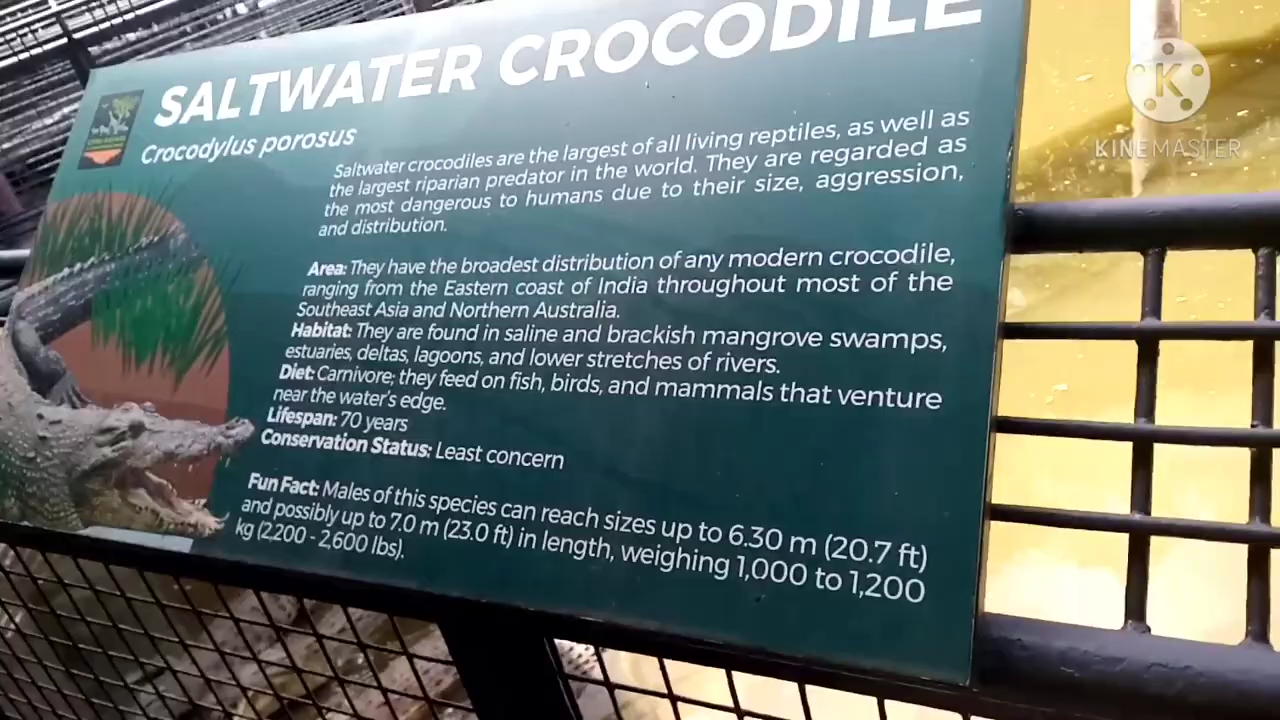 SALTWATER CROCODILE
Crocodylus porosus
Saltwater crocodiles are the largest of all living reptiles, as well as
the largest riparian predator in the world. They are regarded as
the most dangerous to humans due to their size, aggression,
and distribution.
Area: They have the broadest distribution of any modern crocodile,
ranging from the Eastern coast of India throughout most of the
Southeast Asia and Northern Australia.
Habitat: They are found in saline and brackish mangrove swamps,
estuaries, deltas, lagoons, and lower stretches of rivers.
Diet: Carnivore; they feed on fish, birds, and mammals that venture
near the water's edge.
Lifespan: 70 years
Conservation Status: Least concern
Fun Fact: Males of this species can reach sizes up to 6.30 m (20.7 ft)
and possibly up to 7.0 m (23.0 ft) in length, weighing 1,000 to 1,200
kg (2,200 - 2,600 lbs).
K
KINEMASTER